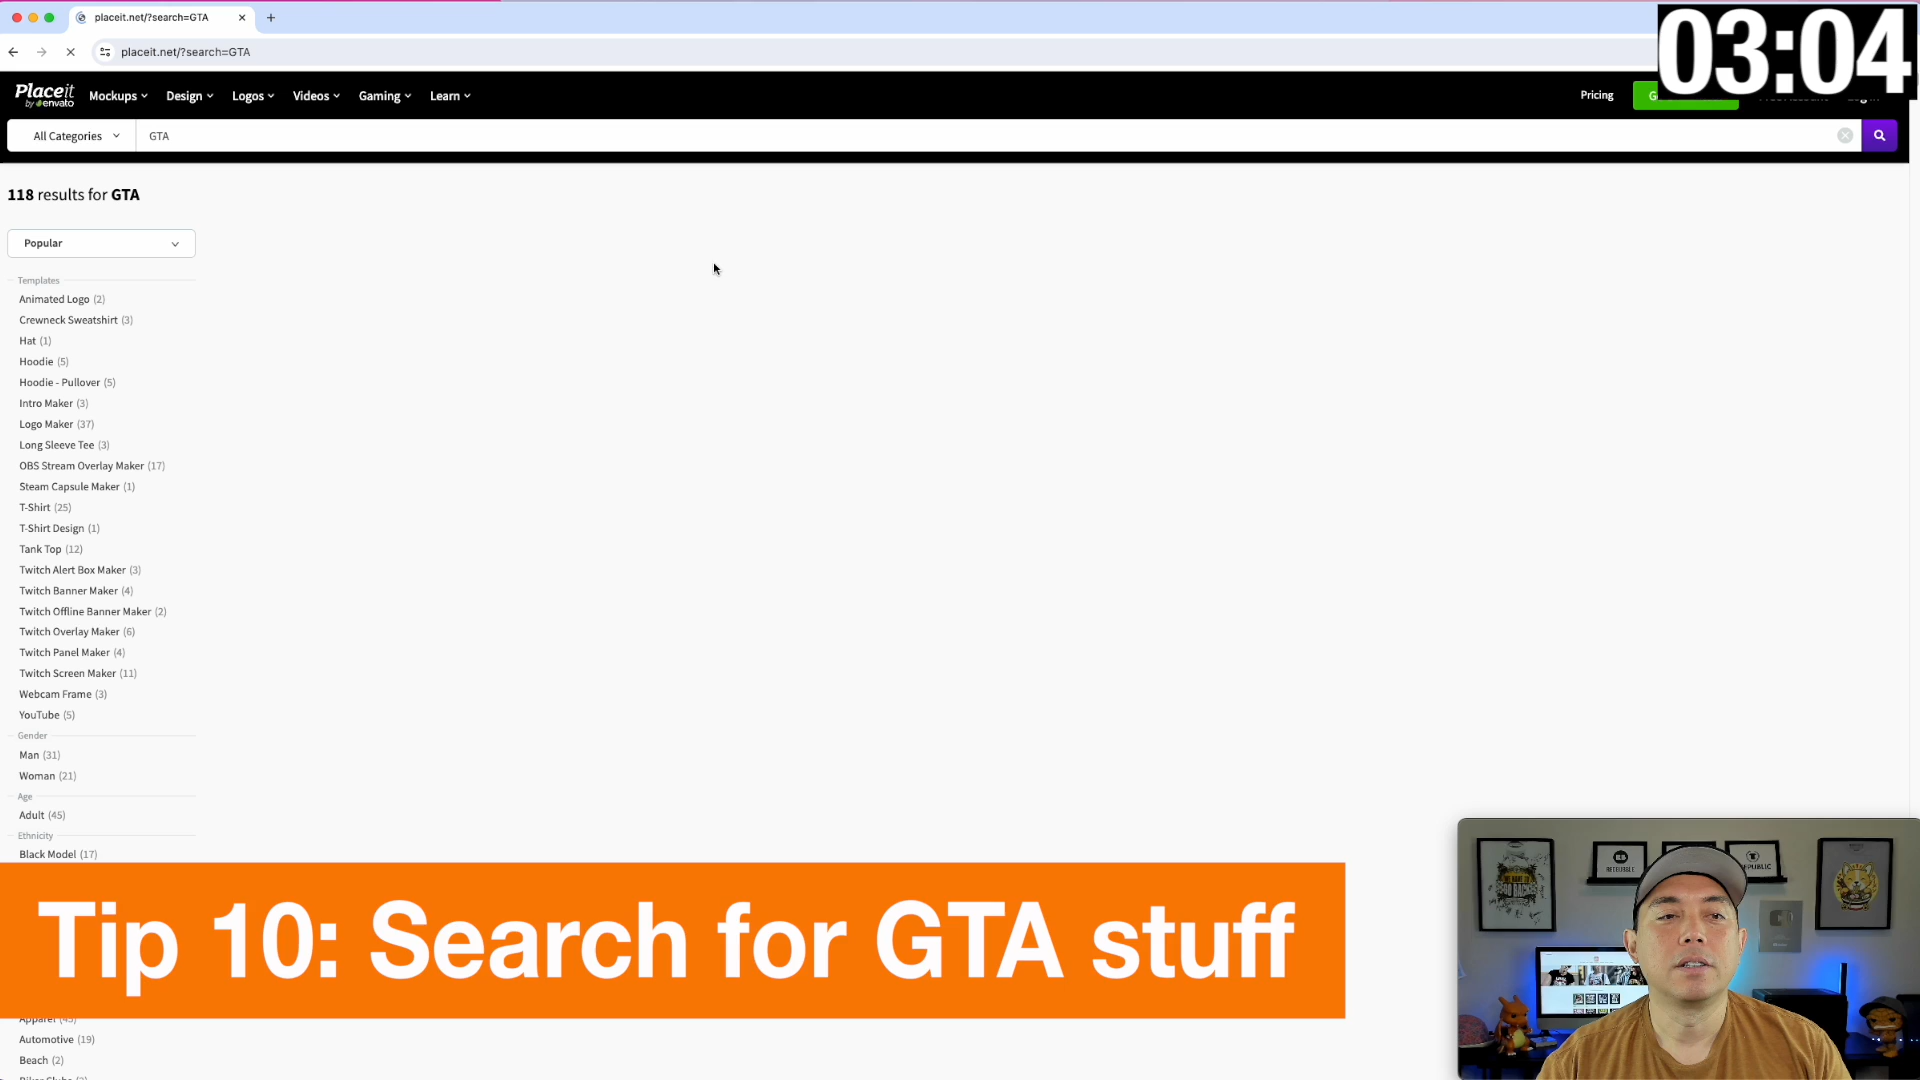 placeit.net/?search=GTA
03:04
placeit.net/?search=GTA
Placeit
by envato
Mockups
Design
Logos
Videos
Gaming
Learn
Pricing
All Categories
GTA
118 results for GTA
Popular
Templates
Animated Logo (2)
Crewneck Sweatshirt (3)
Hat (1)
Hoodie (5)
Hoodie - Pullover (5)
Intro Maker (3)
Logo Maker (37)
Long Sleeve Tee (3)
OBS Stream Overlay Maker (17)
Steam Capsule Maker (1)
T-Shirt (25)
T-Shirt Design (1)
Tank Top (12)
Twitch Alert Box Maker (3)
Twitch Banner Maker (4)
Twitch Offline Banner Maker (2)
Twitch Overlay Maker (6)
Twitch Panel Maker (4)
Twitch Screen Maker (11)
Webcam Frame (3)
YouTube (5)
Gender
Man (31)
Woman (21)
Age
Adult (45)
Ethnicity
Black Model (17)
Tip 10: Search for GTA stuff
Automotive (19)
Beach (2)